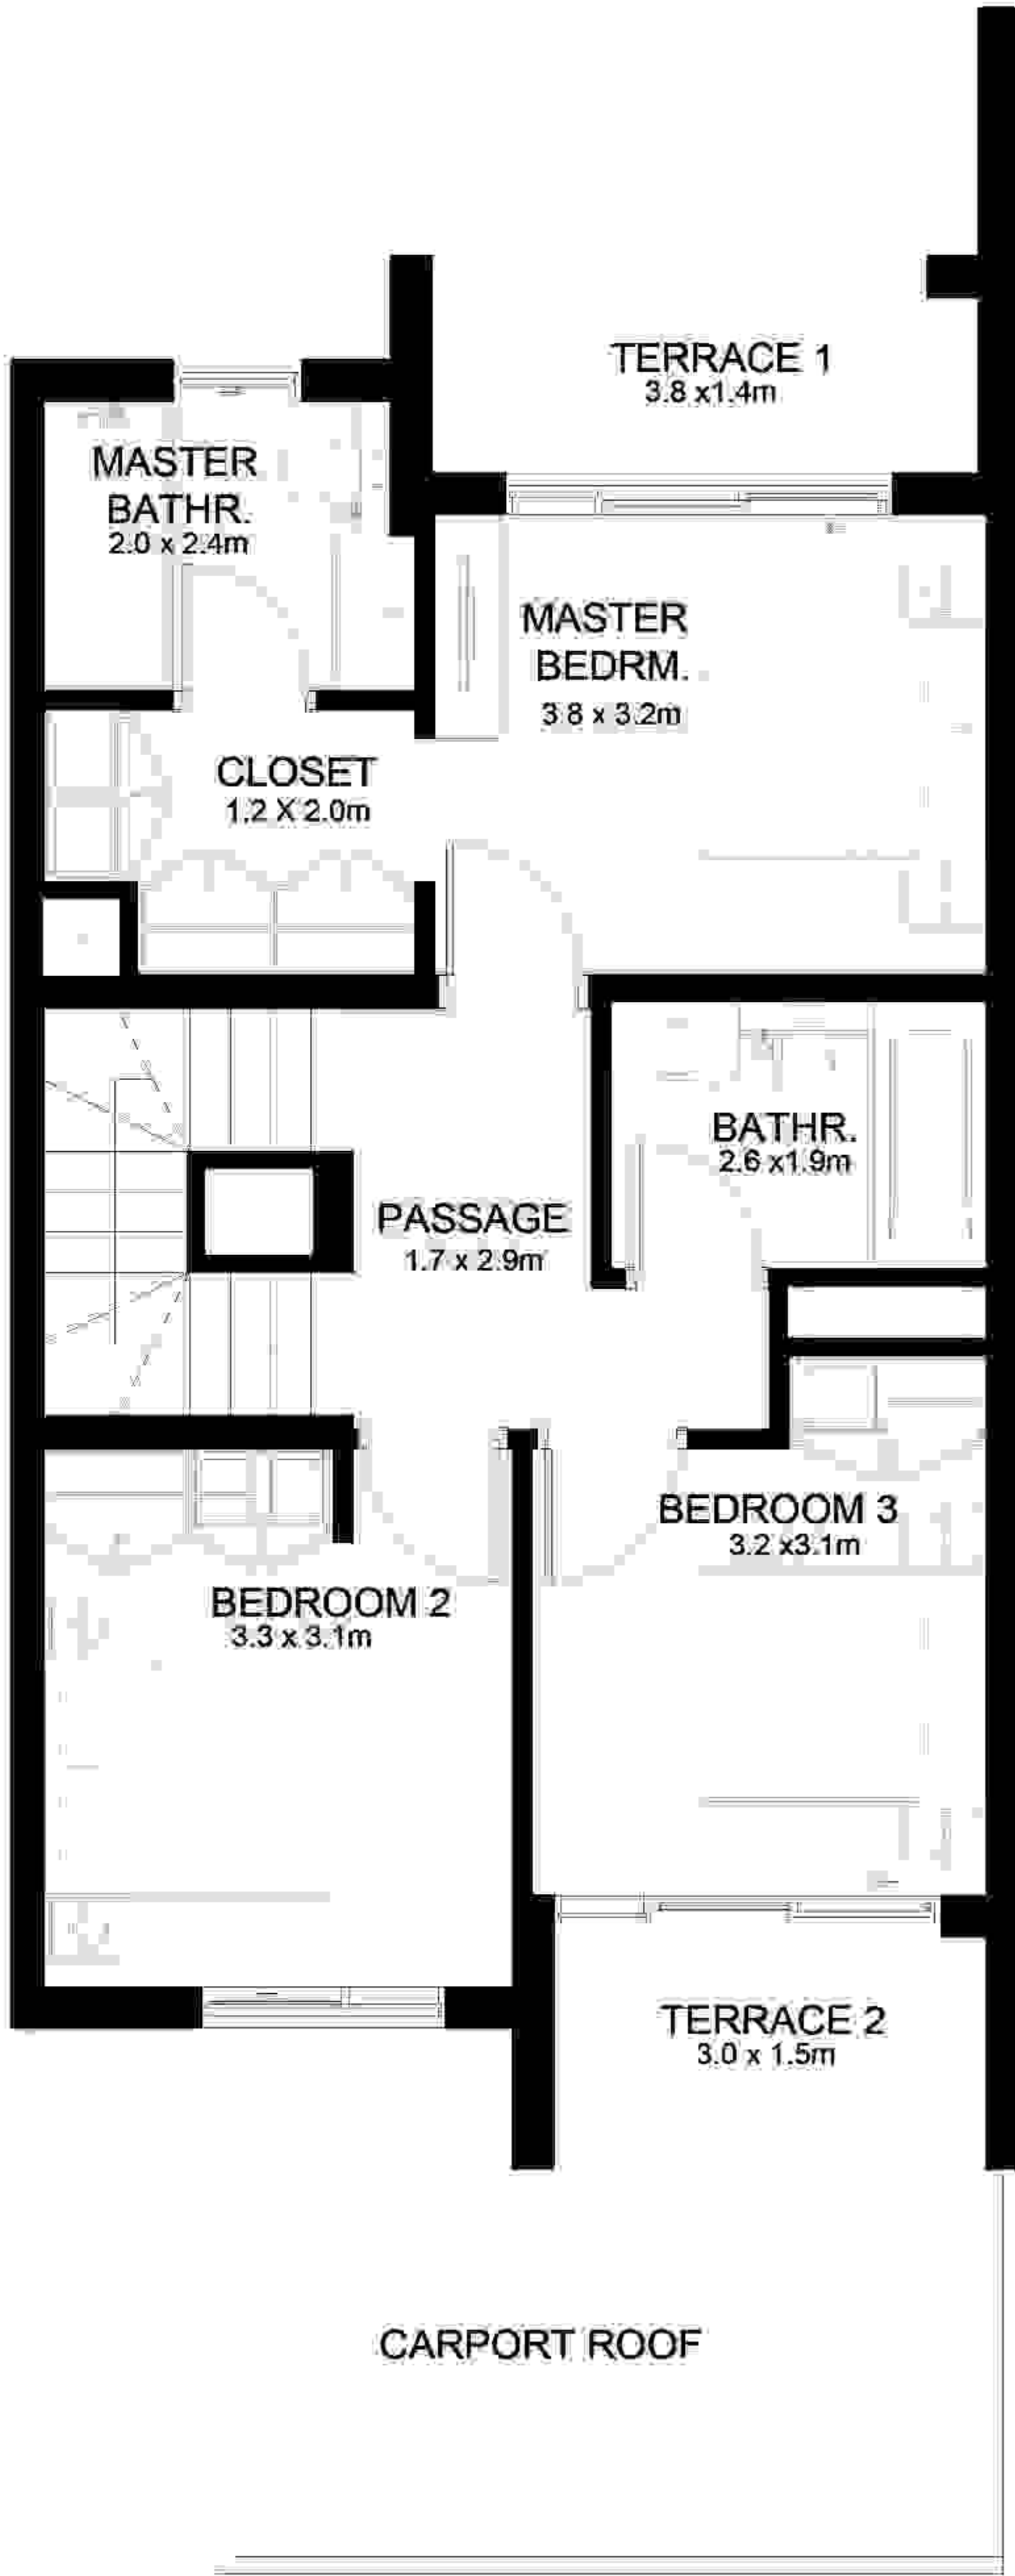 TERRACE 1
3.8 x1.4m
MASTER
BATHR.
2.0 x 2.4m
MASTER
BEDRM.
3.8 x 3.2m
CLOSET
1.2 X 2.0m
BATHR.
2.6 x1.9m
PASSAGE
1.7 x 2.9m
BEDROOM 3
3.2 x3.1m
BEDROOM 2
3.3 x 3.1m
TERRACE 2
3.0 x 1.5m
CARPORT ROOF